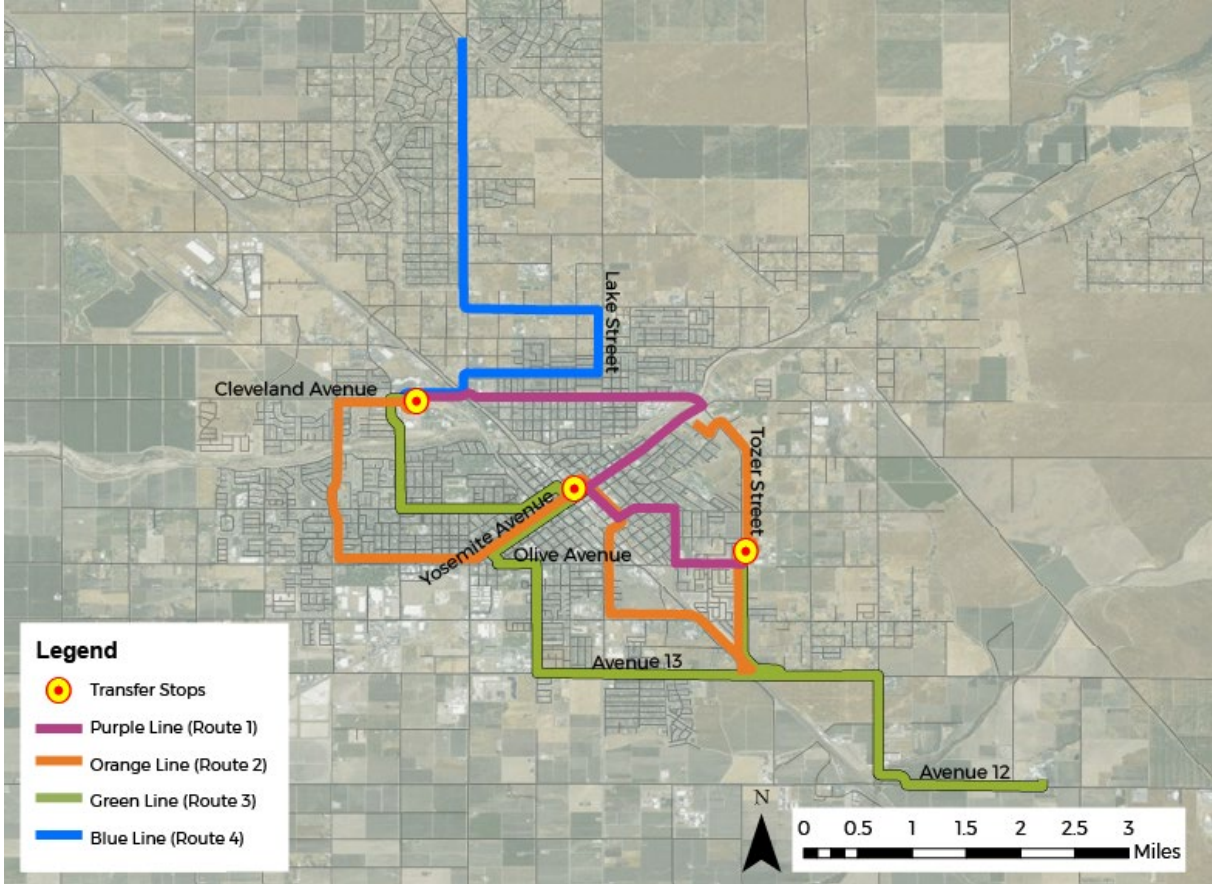 Lake Street
Cleveland Avenue
Tozer Street
Yosemite Avenue
Olive Avenue
Avenue 13
Avenue 12
Legend
Transfer Stops
Purple Line (Route 1)
Orange Line (Route 2)
Green Line (Route 3)
Blue Line (Route 4)
N
0 0.5 1 1.5 2 2.5 3
Miles